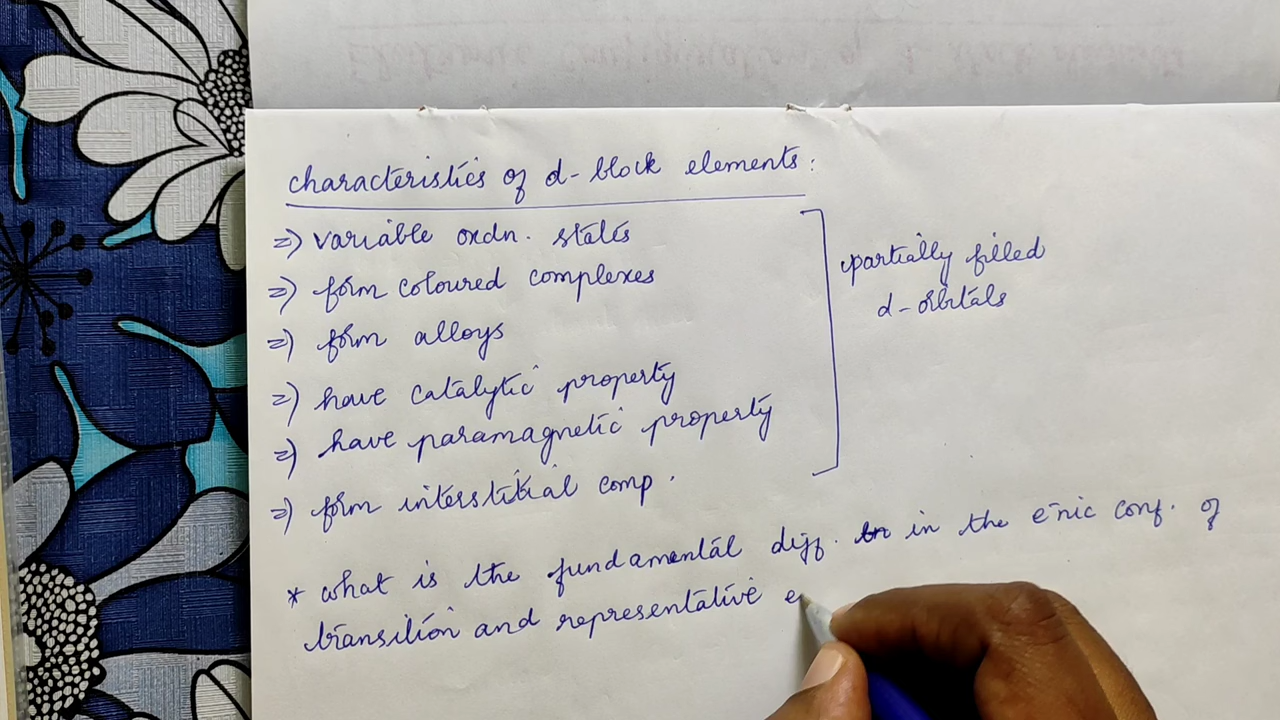 characteristics of d-block elements:
=) variable oxdn. states
=) form coloured complexes
=) form alloys
=) have catalytic property
=) have paramagnetic property
=) form interstitial comp.
partially filled
d-orbitals
* what is the fundamental diff. in the e⁻nic conf. of
transition and representative e